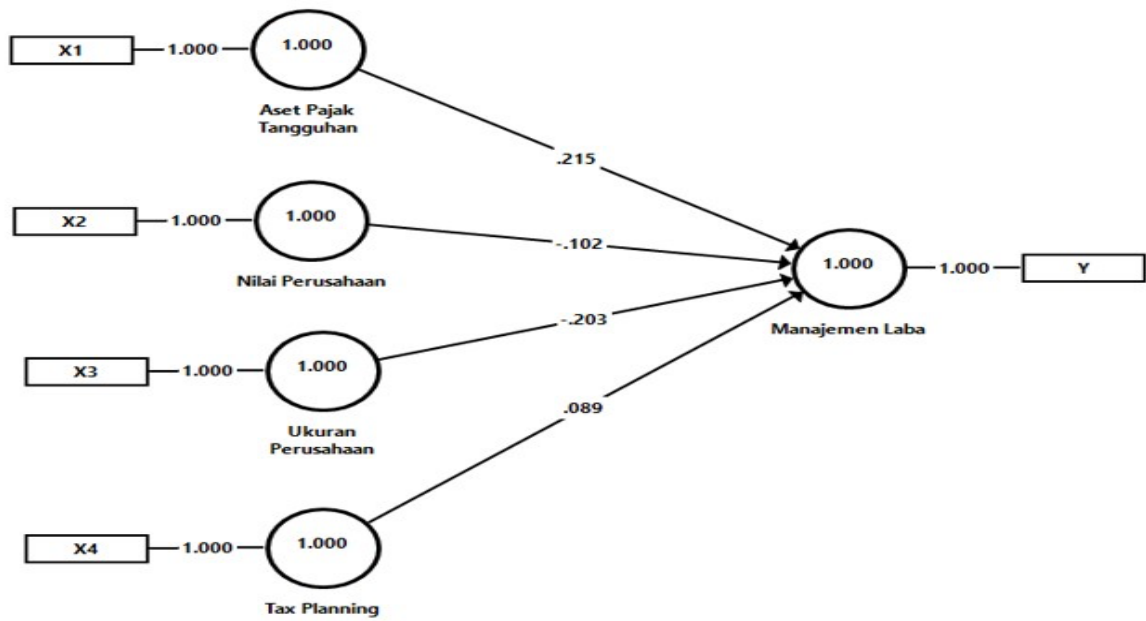 X1
1.000
1.000
Aset Pajak
Tangguhan
.215
X2
1.000
1.000
Nilai Perusahaan
-.102
1.000
1.000
Y
Manajemen Laba
-.203
X3
1.000
1.000
Ukuran
Perusahaan
.089
X4
1.000
1.000
Tax Planning